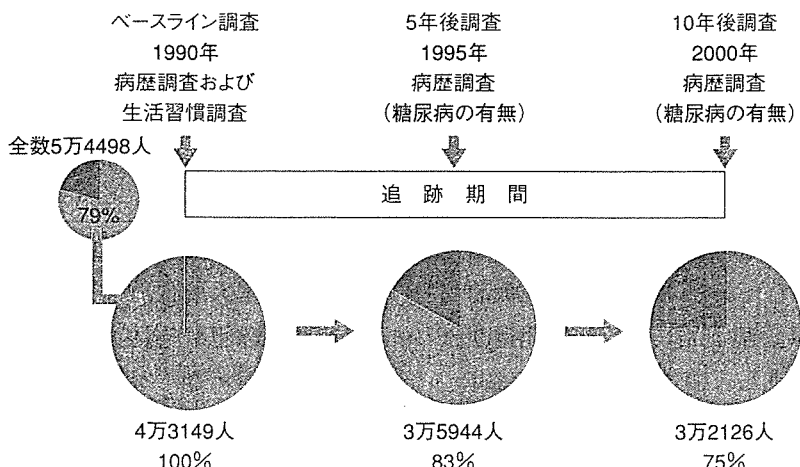 ベースライン調査
1990年
病歴調査および
生活習慣調査
5年後調査
1995年
病歴調査
(糖尿病の有無)
10年後調査
2000年
病歴調査
(糖尿病の有無)
全数5万4498人
79%
追 跡 期 間
4万3149人
100%
3万5944人
83%
3万2126人
75%